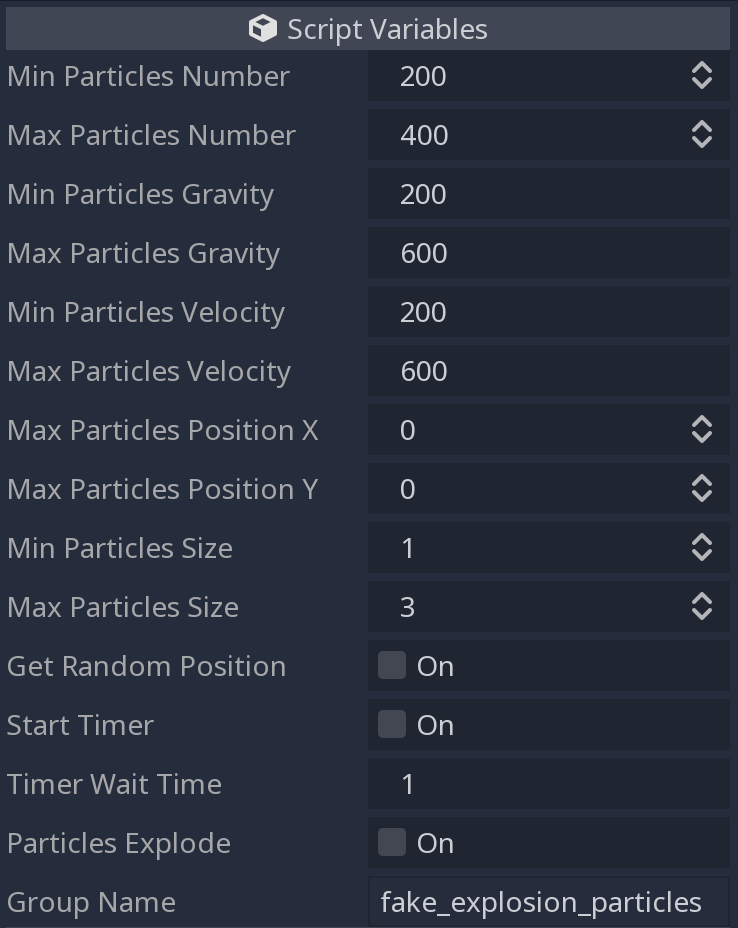 Script Variables
Min Particles Number 200
Max Particles Number 400
Min Particles Gravity 200
Max Particles Gravity 600
Min Particles Velocity 200
Max Particles Velocity 600
Max Particles Position X 0
Max Particles Position Y 0
Min Particles Size 1
Max Particles Size 3
Get Random Position On
Start Timer On
Timer Wait Time 1
Particles Explode On
Group Name fake_explosion_particles